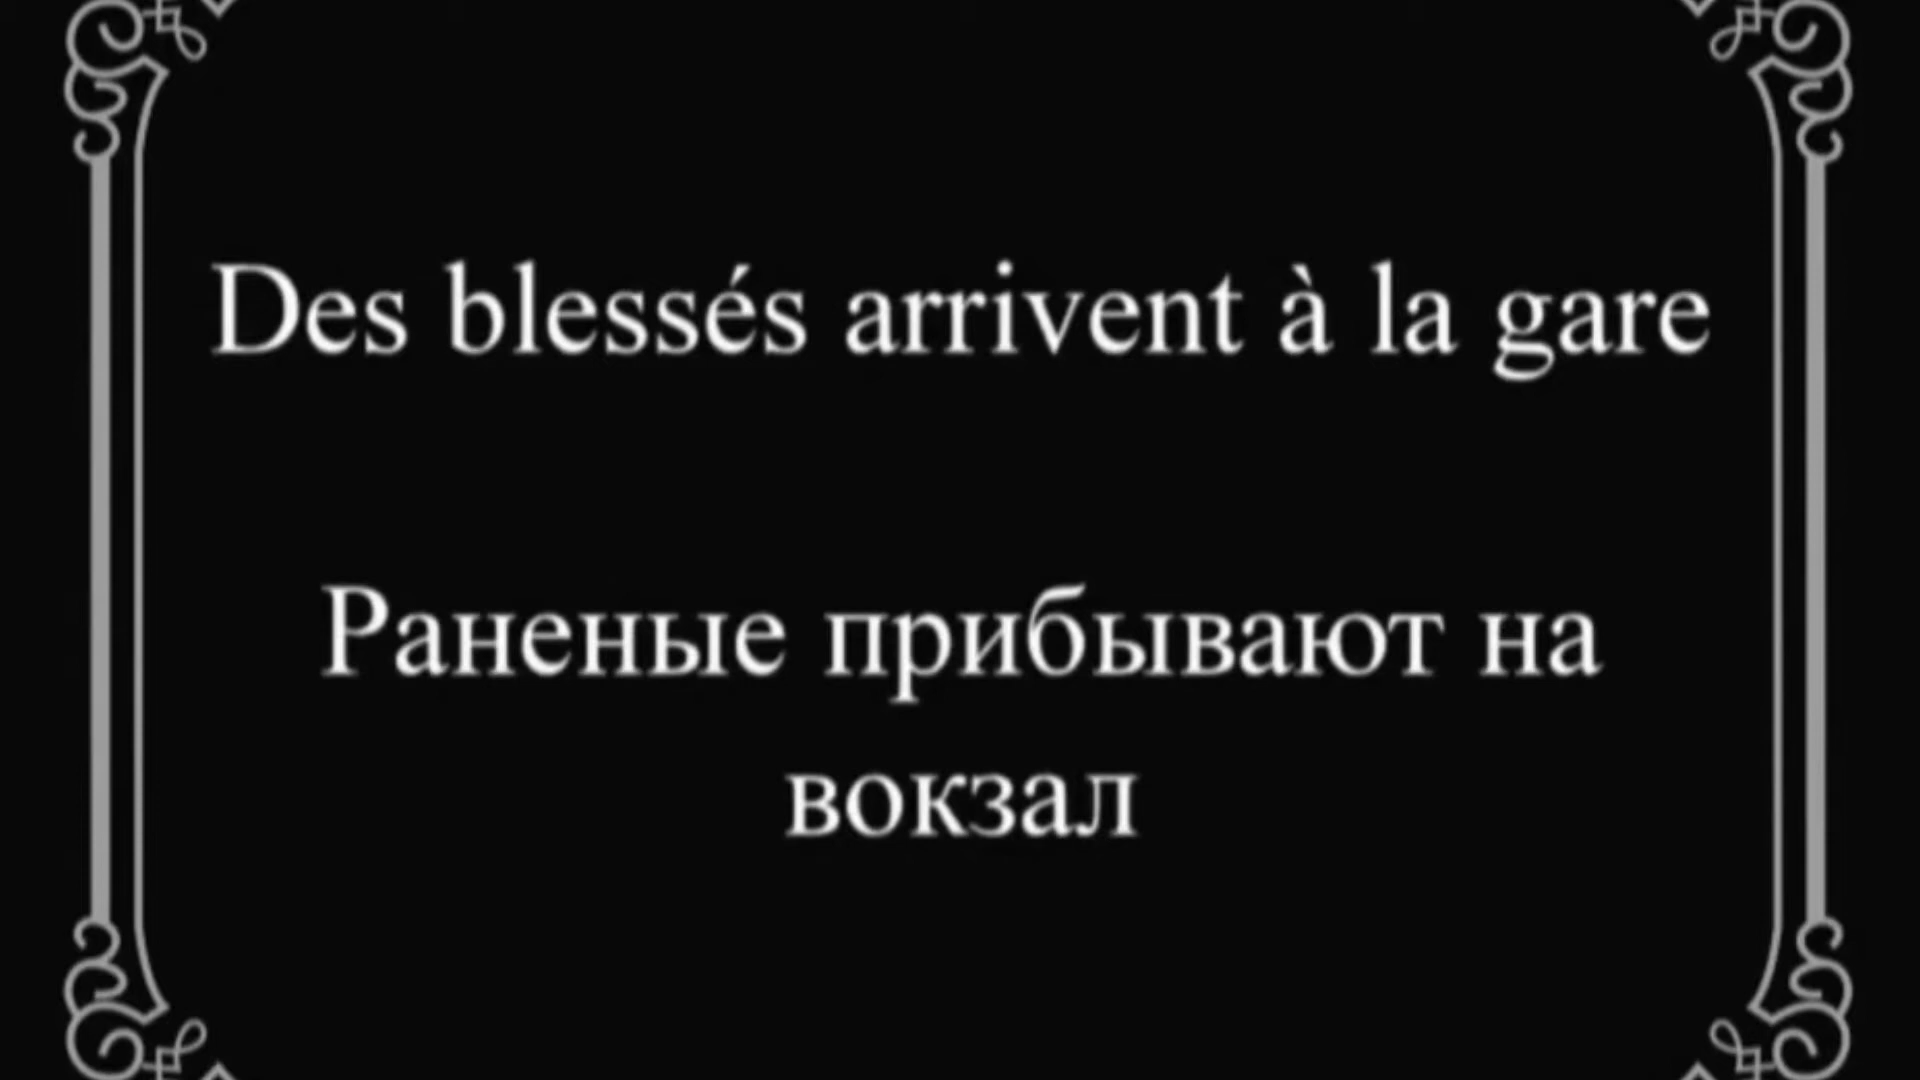 Des blessés arrivent à la gare
Раненые прибывают на
вокзал